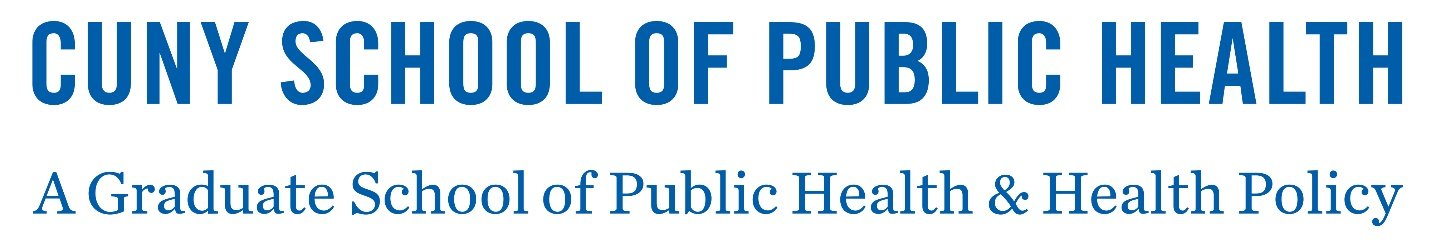 CUNY SCHOOL OF PUBLIC HEALTH
A Graduate School of Public Health & Health Policy